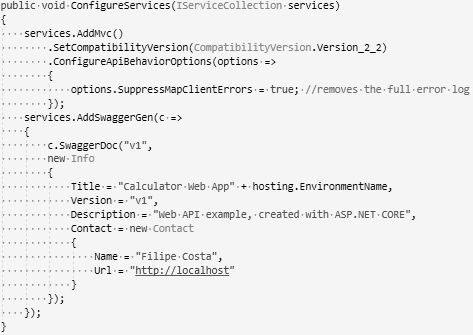 public void ConfigureServices(IServiceCollection services)
{
    services.AddMvc()
        .SetCompatibilityVersion(CompatibilityVersion.Version_2_2)
        .ConfigureApiBehaviorOptions(options =>
        {
            options.SuppressMapClientErrors = true; //removes the full error log
        });
    services.AddSwaggerGen(c =>
    {
        c.SwaggerDoc("v1",
        new Info
        {
            Title = "Calculator Web App" + hosting.EnvironmentName,
            Version = "v1",
            Description = "Web API example, created with ASP.NET CORE",
            Contact = new Contact
            {
                Name = "Filipe Costa",
                Url = "http://localhost"
            }
        });
    });
}